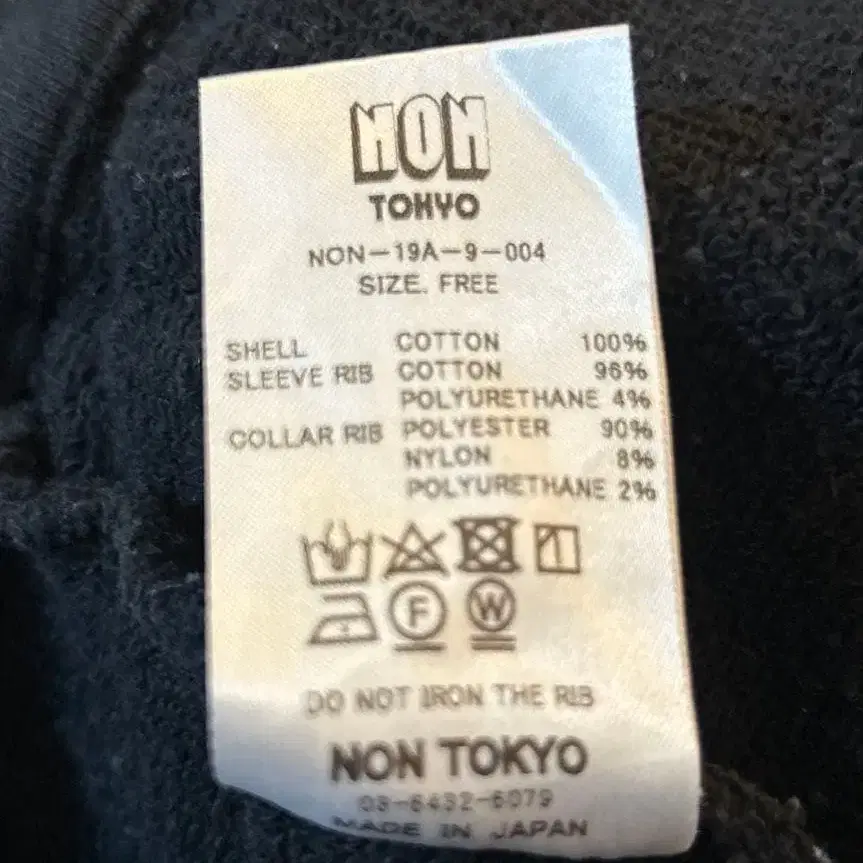 NON
TOKYO
NON-19A-9-004
SIZE. FREE
SHELL COTTON 100%
SLEEVE RIB COTTON 96%
POLYURETHANE 4%
COLLAR RIB POLYESTER 90%
NYLON 8%
POLYURETHANE 2%
F W
DO NOT IRON THE RIB
NON TOKYO
03-6432-6079
MADE IN JAPAN